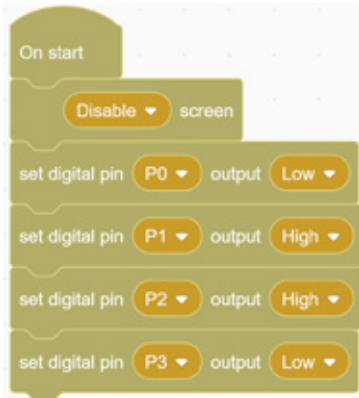 On start
Disable screen
set digital pin P0 output Low
set digital pin P1 output High
set digital pin P2 output High
set digital pin P3 output Low